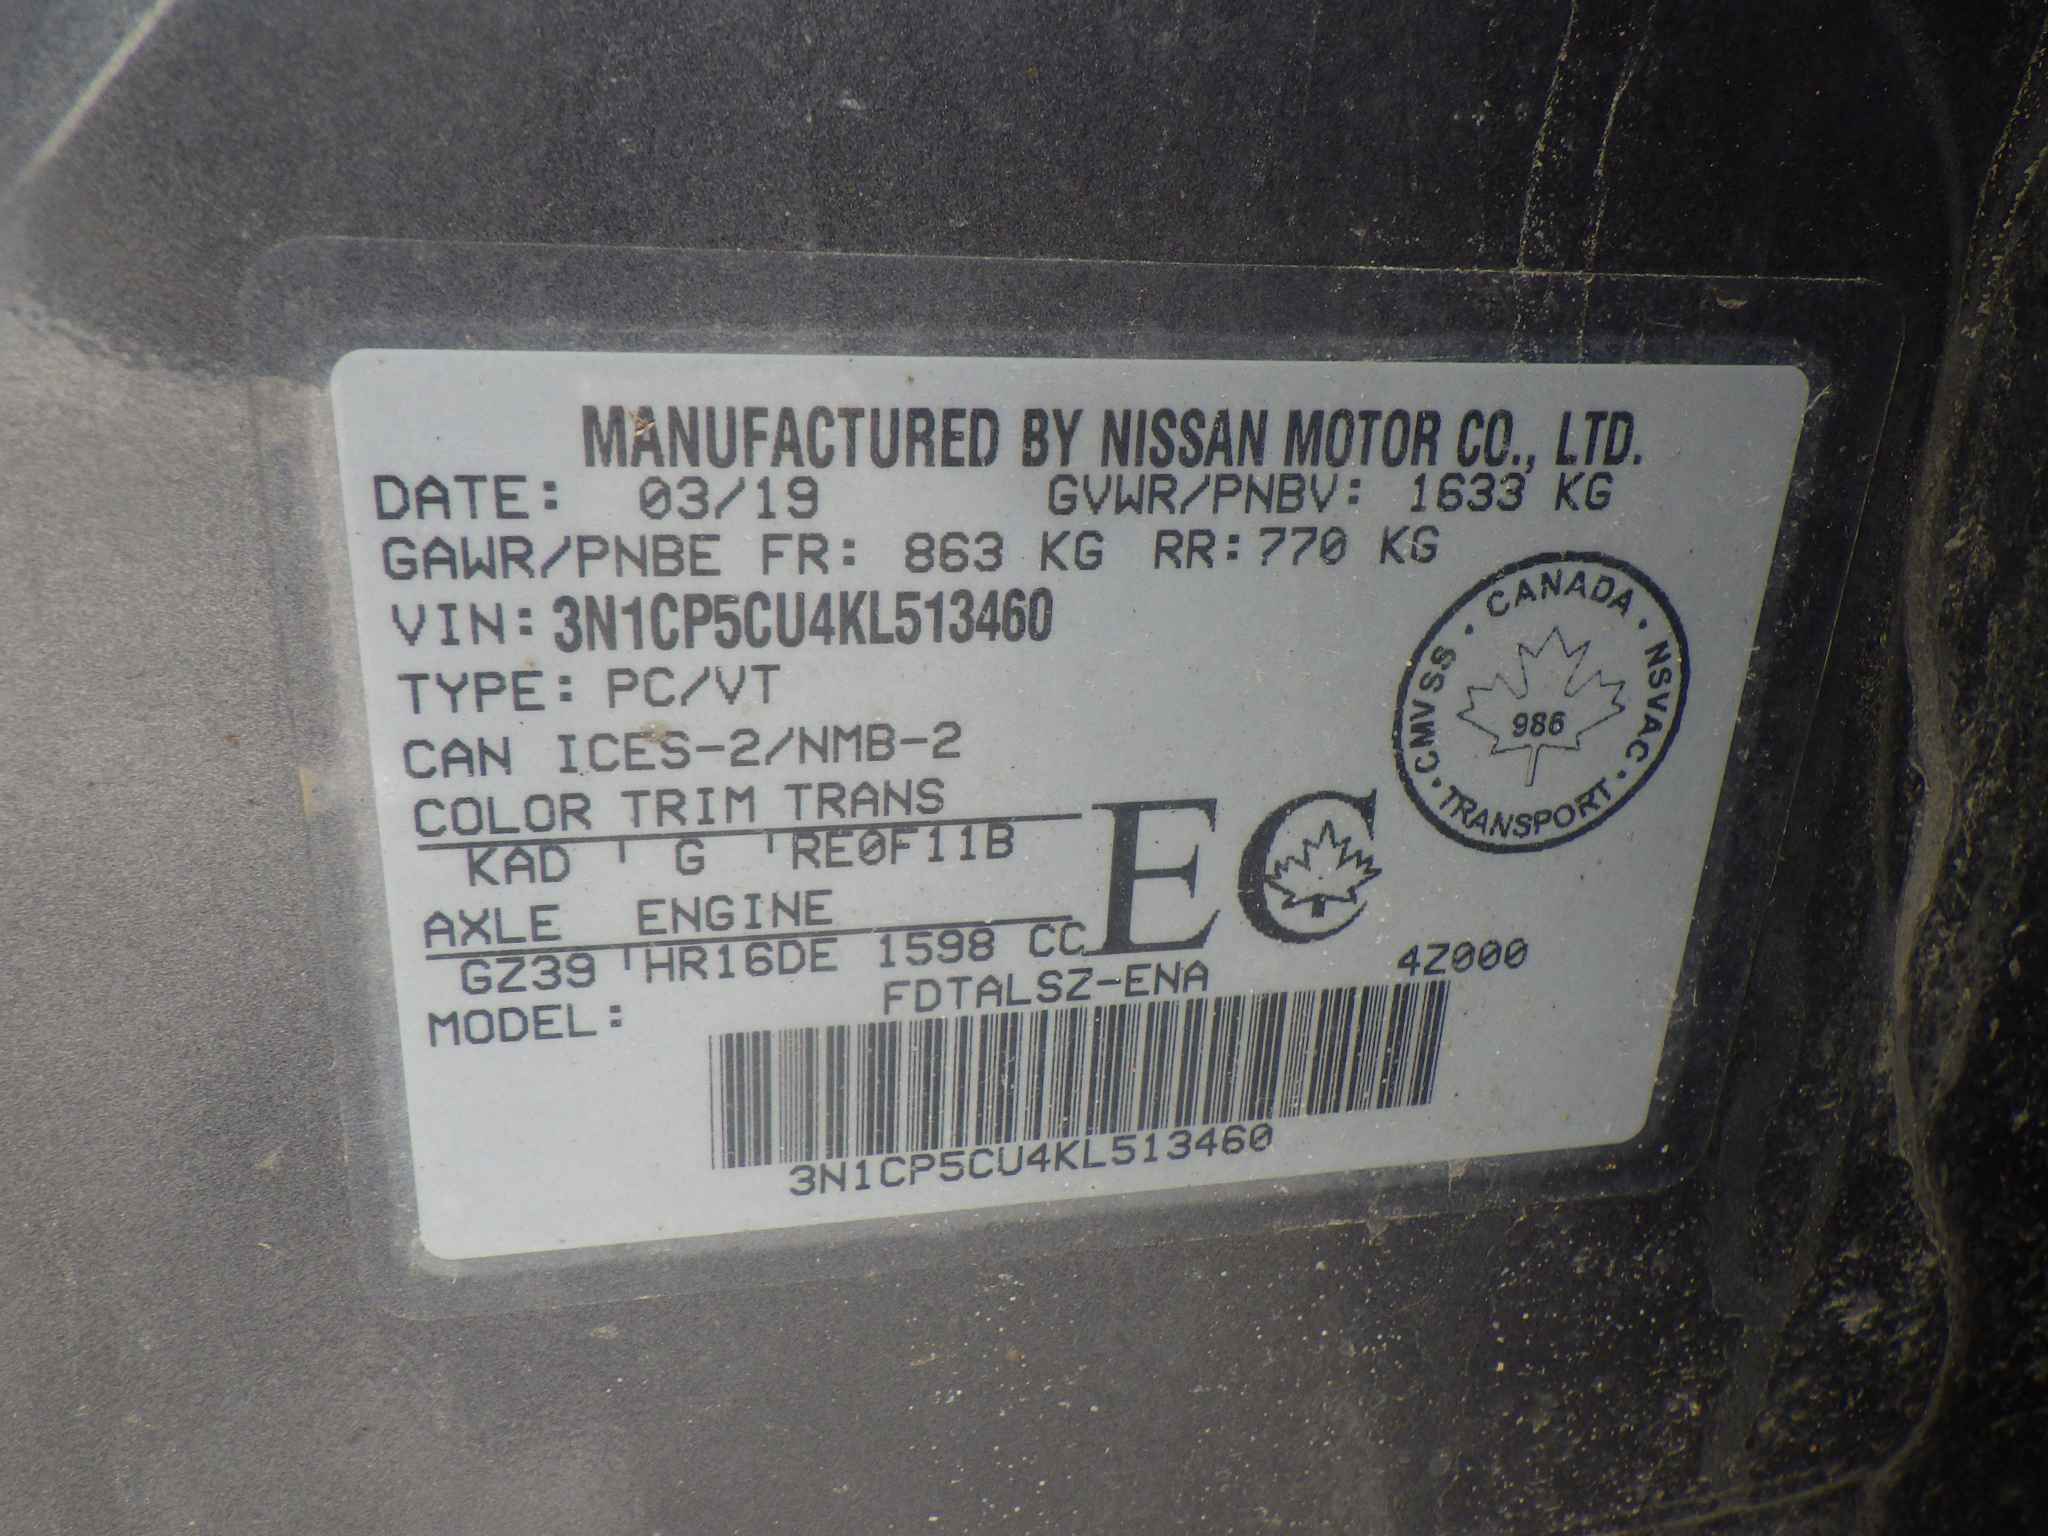 MANUFACTURED BY NISSAN MOTOR CO., LTD.
DATE: 03/19 GVWR/PNBV: 1633 KG
GAWR/PNBE FR: 863 KG RR:770 KG
VIN: 3N1CP5CU4KL513460
TYPE: PC/VT
CAN ICES-2/NMB-2
COLOR TRIM TRANS
KAD G RE0F11B
AXLE ENGINE
GZ39 HR16DE 1598 CC
MODEL: FDTALSZ-ENA 4Z000
3N1CP5CU4KL513460
EC
CANADA · NSVAC · TRANSPORT · CMVSS ·
986